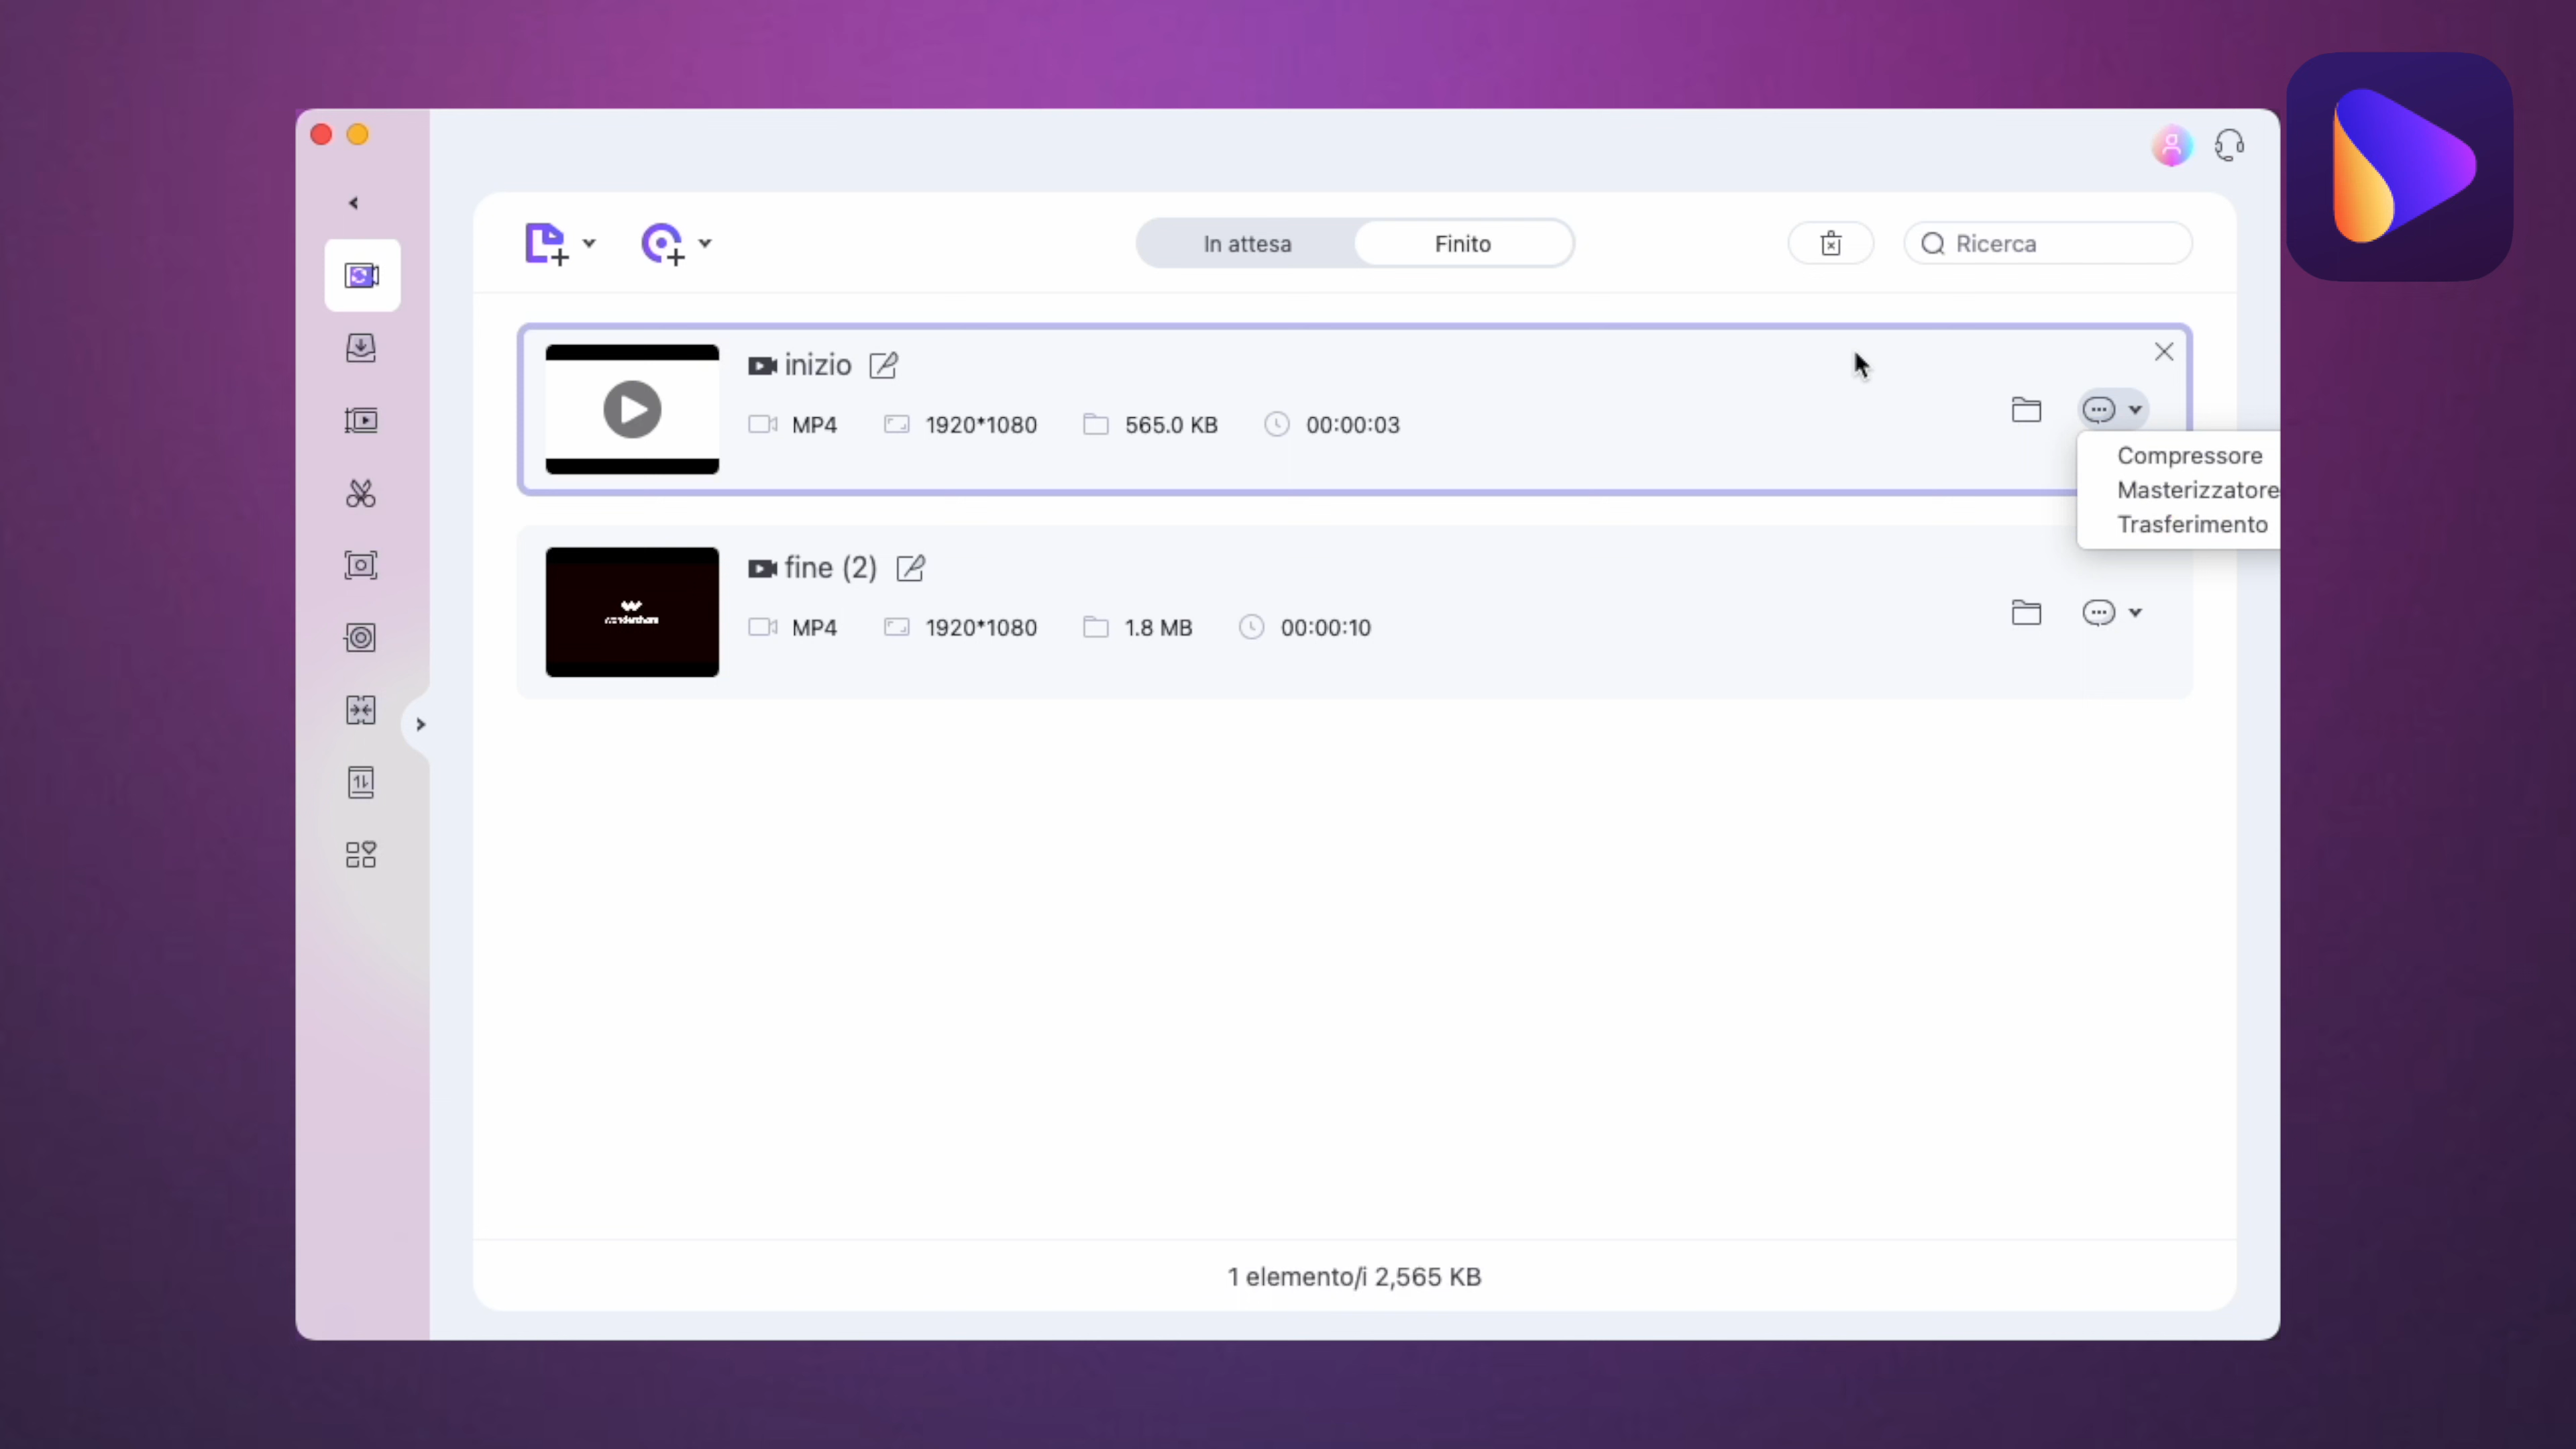 In attesa
Finito
Ricerca
inizio
MP4 1920*1080 565.0 KB 00:00:03
Compressore
Masterizzatore
Trasferimento
fine (2)
MP4 1920*1080 1.8 MB 00:00:10
1 elemento/i 2,565 KB